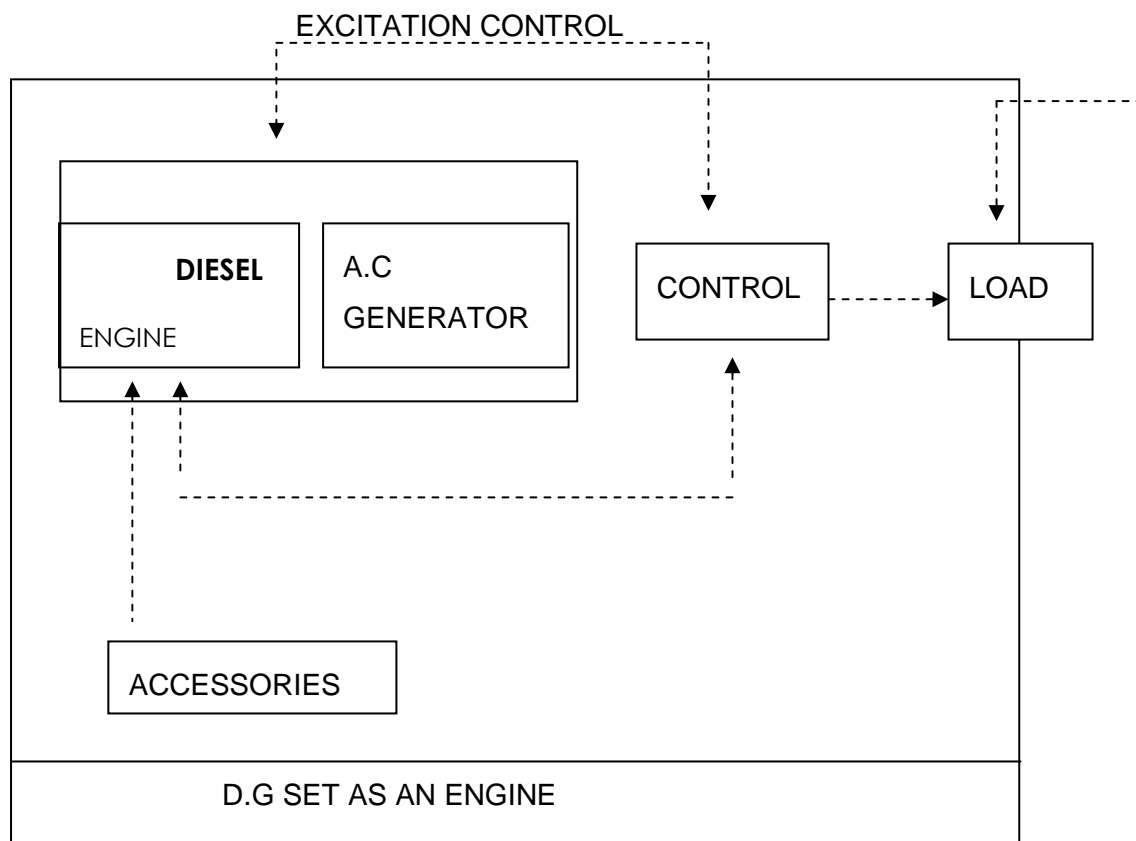 EXCITATION CONTROL
DIESEL
ENGINE
A.C
GENERATOR
CONTROL
LOAD
ACCESSORIES
D.G SET AS AN ENGINE